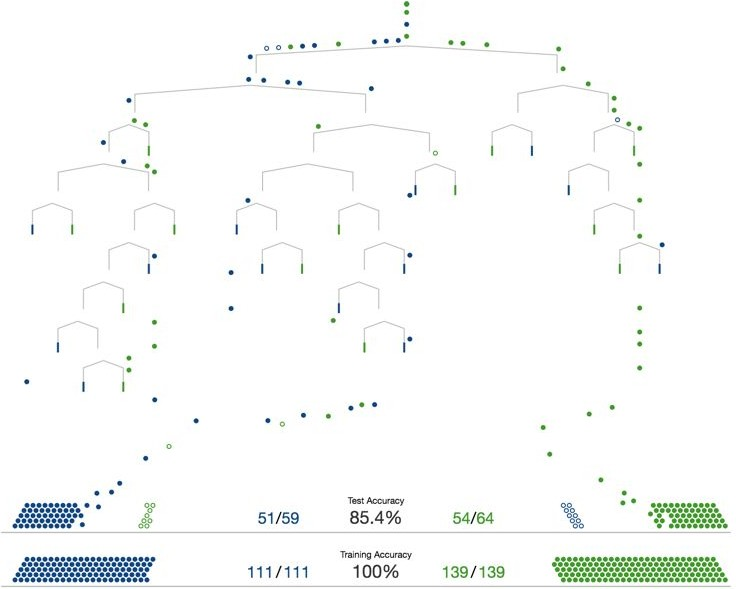 Test Accuracy
51/59 85.4% 54/64
Training Accuracy
111/111 100% 139/139